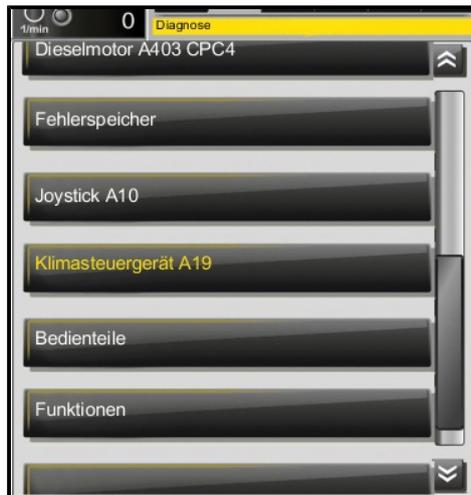 1/min
0
Diagnose
Dieselmotor A403 CPC4
Fehlerspeicher
Joystick A10
Klimasteuergerät A19
Bedienteile
Funktionen